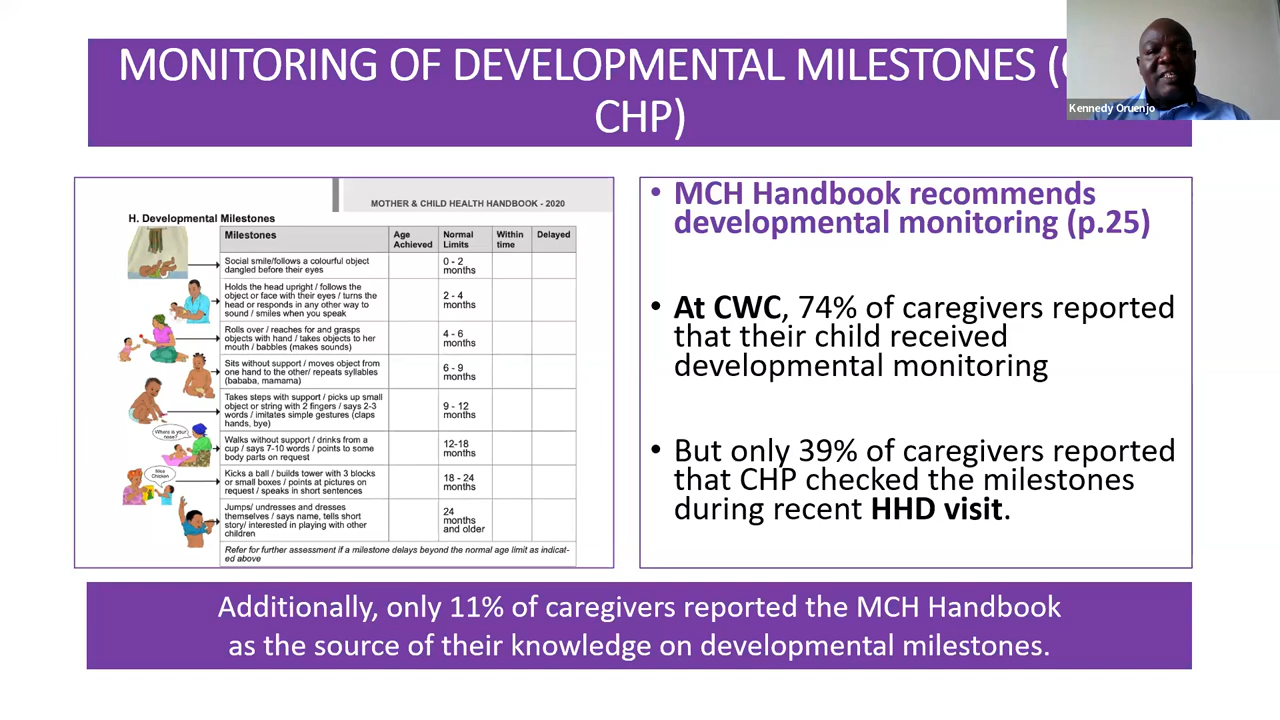 MONITORING OF DEVELOPMENTAL MILESTONES (
CHP)
Kennedy Oruenjo
MOTHER & CHILD HEALTH HANDBOOK - 2020
H. Developmental Milestones
Milestones
Age
Achieved
Normal
Limits
Within
time
Delayed
Social smile/follows a colourful object
dangled before their eyes
0 - 2
months
Holds the head upright / follows the
object or face with their eyes / turns the
head or responds in any other way to
sound / smiles when you speak
2 - 4
months
Rolls over / reaches for and grasps
objects with hand / takes objects to her
mouth / babbles (makes sounds)
4 - 6
months
Sits without support / moves object from
one hand to the other/ repeats syllables
(bababa, mamama)
6 - 9
months
Takes steps with support / picks up small
object or string with 2 fingers / says 2-3
words / imitates simple gestures (claps
hands, bye)
9 - 12
months
Where is your
nose?
Walks without support / drinks from a
cup / says 7-10 words / points to some
body parts on request
12-18
months
Nice
Chicken
Kicks a ball / builds tower with 3 blocks
or small boxes / points at pictures on
request / speaks in short sentences
18 - 24
months
Jumps/ undresses and dresses
themselves / says name, tells short
story/ interested in playing with other
children
24
months
and older
Refer for further assessment if a milestone delays beyond the normal age limit as indicat-
ed above
• MCH Handbook recommends
developmental monitoring (p.25)
• At CWC, 74% of caregivers reported
that their child received
developmental monitoring
• But only 39% of caregivers reported
that CHP checked the milestones
during recent HHD visit.
Additionally, only 11% of caregivers reported the MCH Handbook
as the source of their knowledge on developmental milestones.